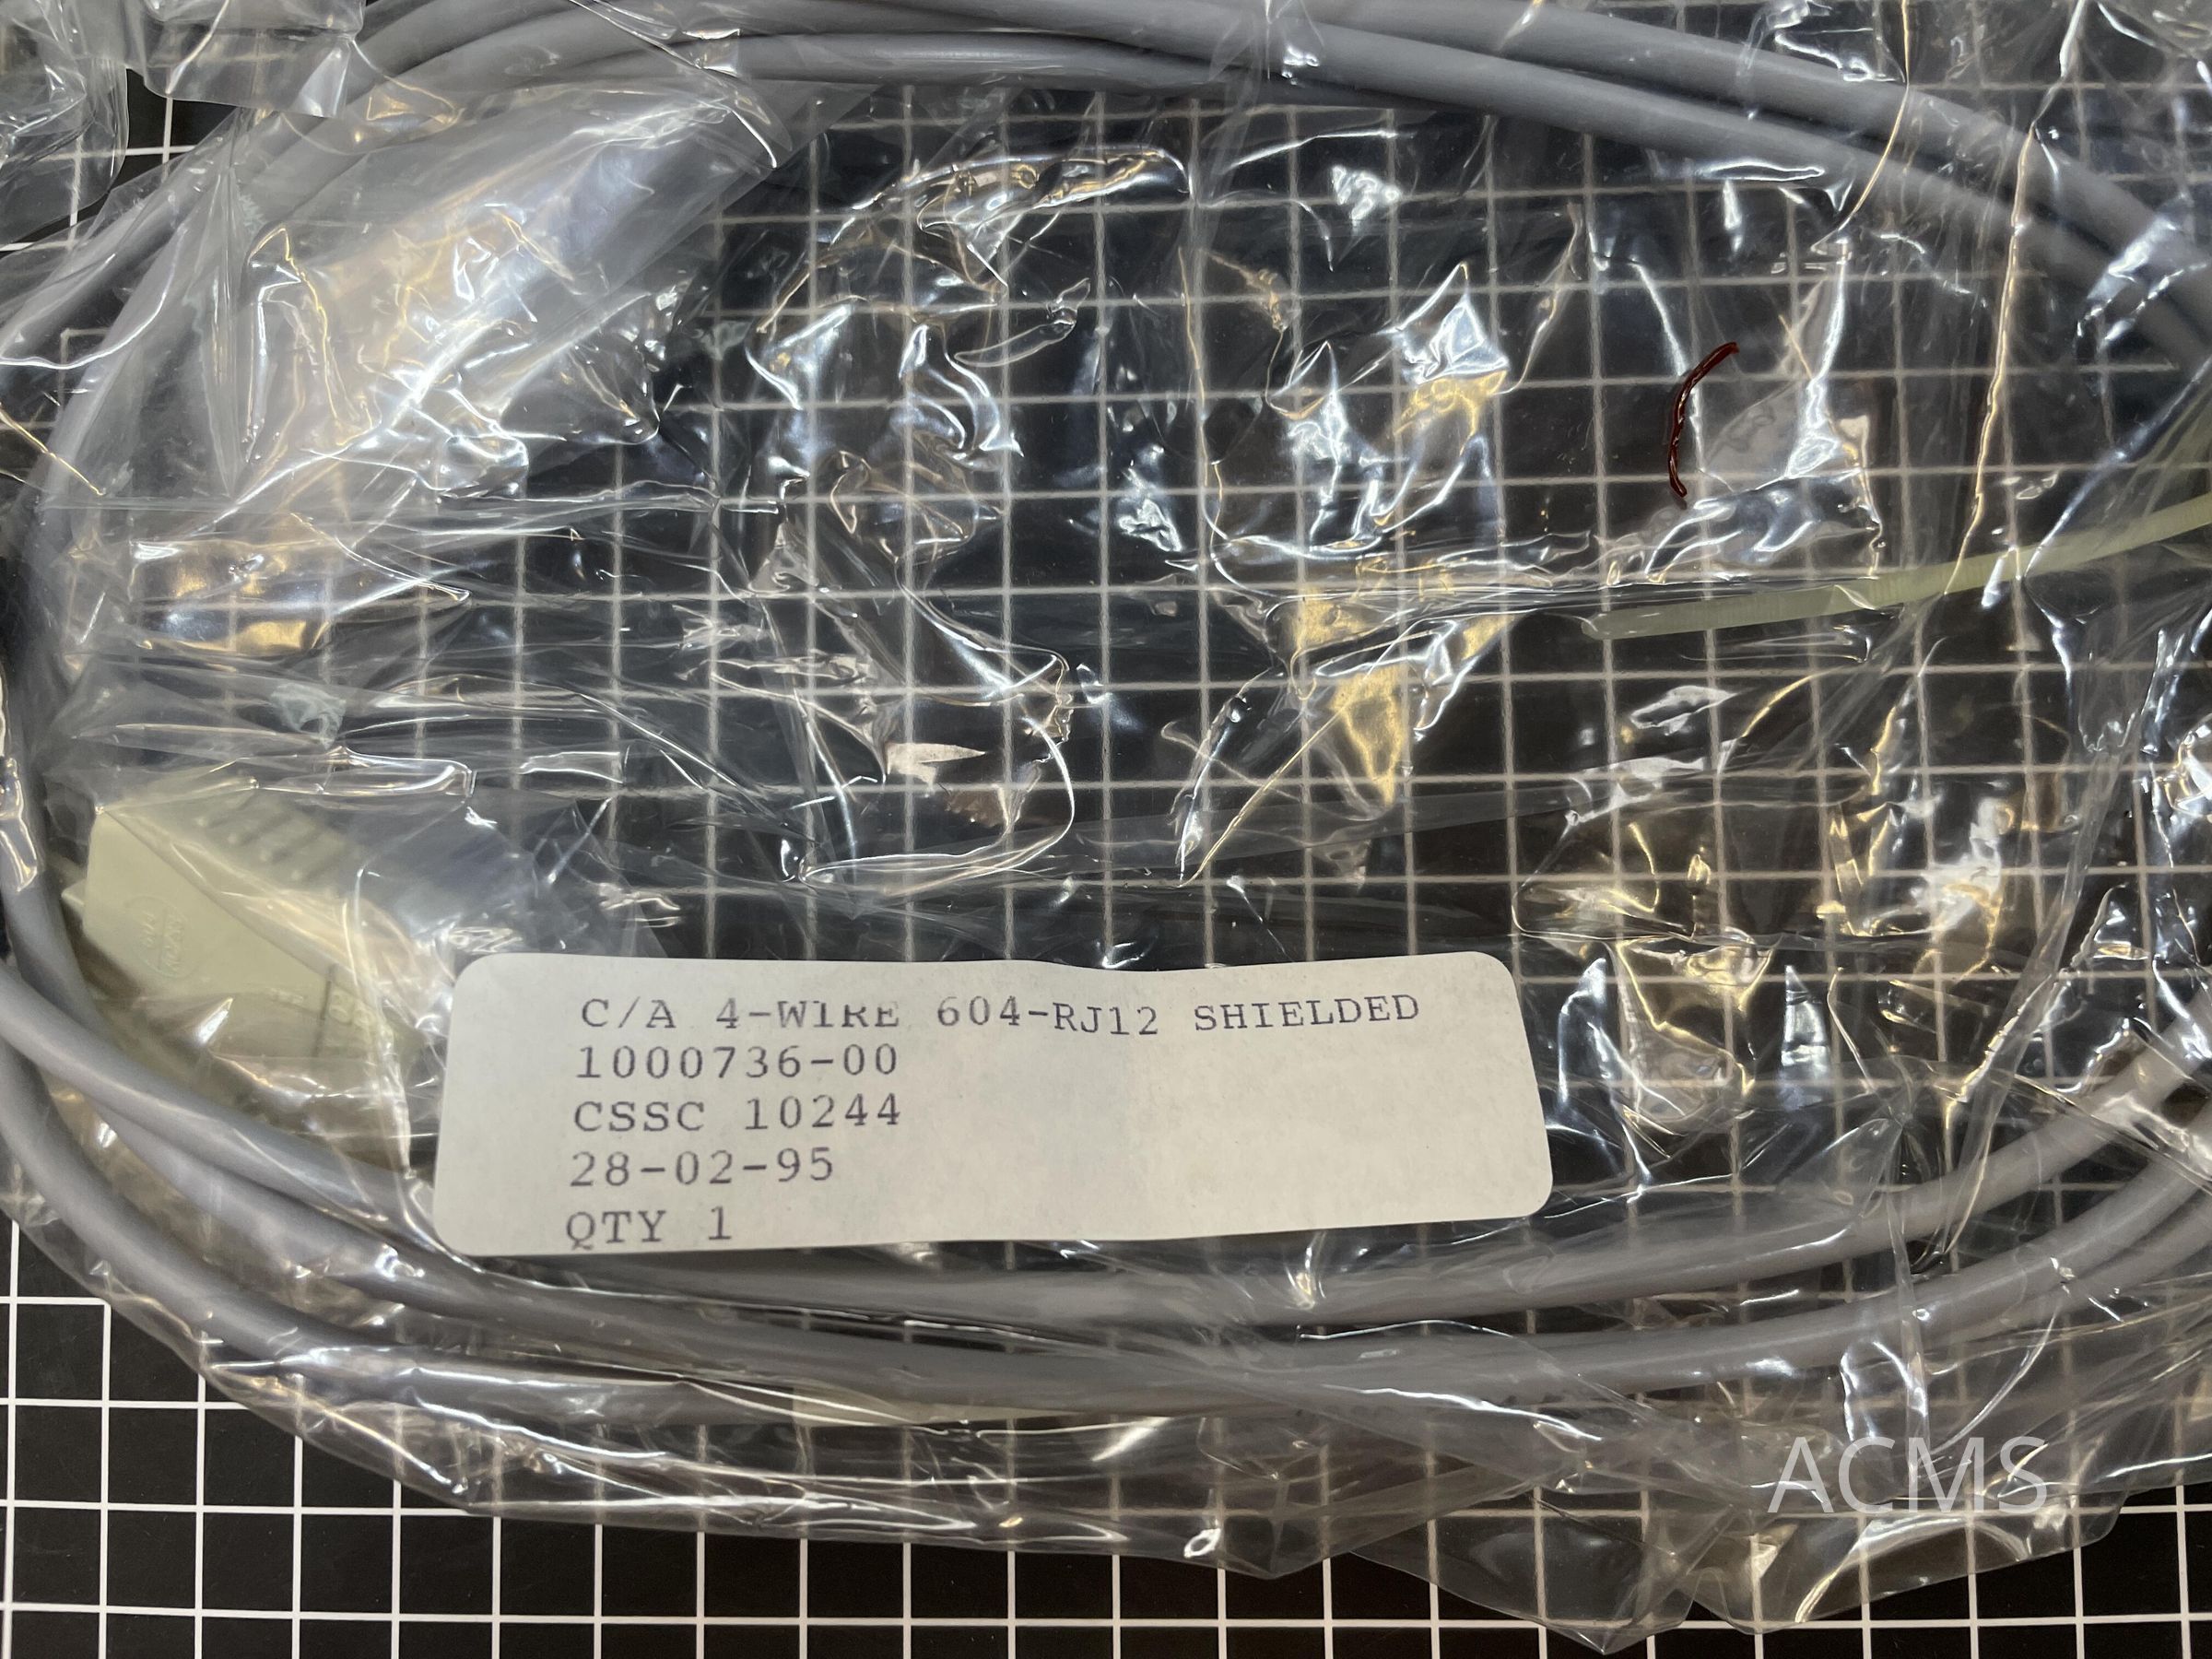 C/A 4-WIRE 604-RJ12 SHIELDED
1000736-00
CSSC 10244
28-02-95
QTY 1
ACMS